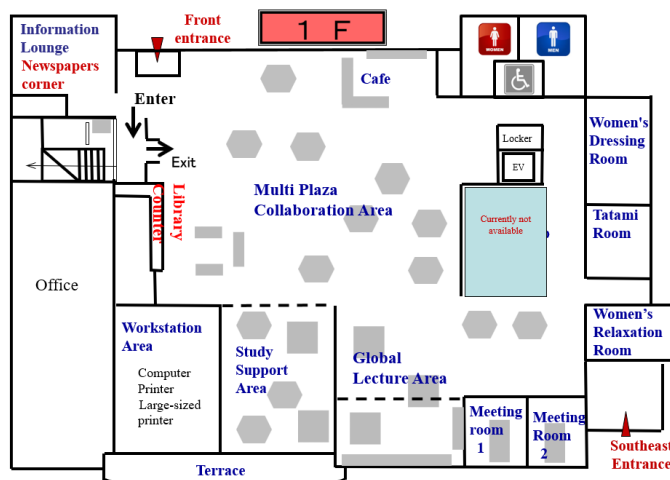 Information
Lounge
Newspapers
corner
Front
entrance
1 F
WOMEN
MEN
Cafe
Enter
Exit
Women's
Dressing
Room
Locker
EV
Multi Plaza
Collaboration Area
Library
Counter
Currently not
available
Tatami
Room
Office
Workstation
Area
Computer
Printer
Large-sized
printer
Study
Support
Area
Global
Lecture Area
Women's
Relaxation
Room
Meeting
room
1
Meeting
Room
2
Southeast
Entrance
Terrace